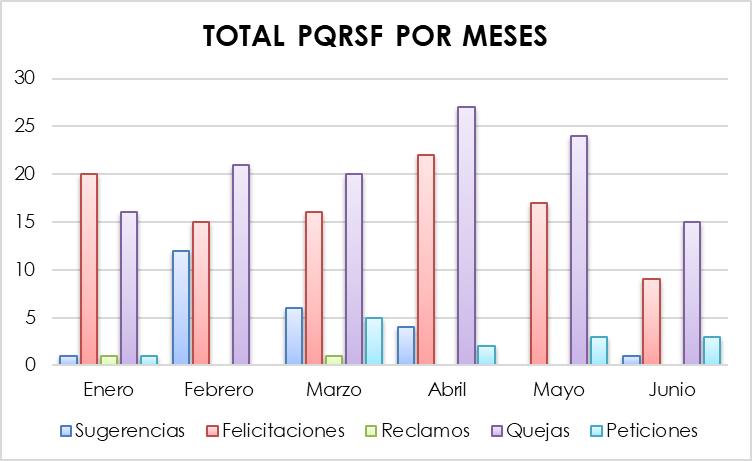 TOTAL PQRSF POR MESES
30
25
20
15
10
5
0
Enero Febrero Marzo Abril Mayo Junio
Sugerencias Felicitaciones Reclamos Quejas Peticiones